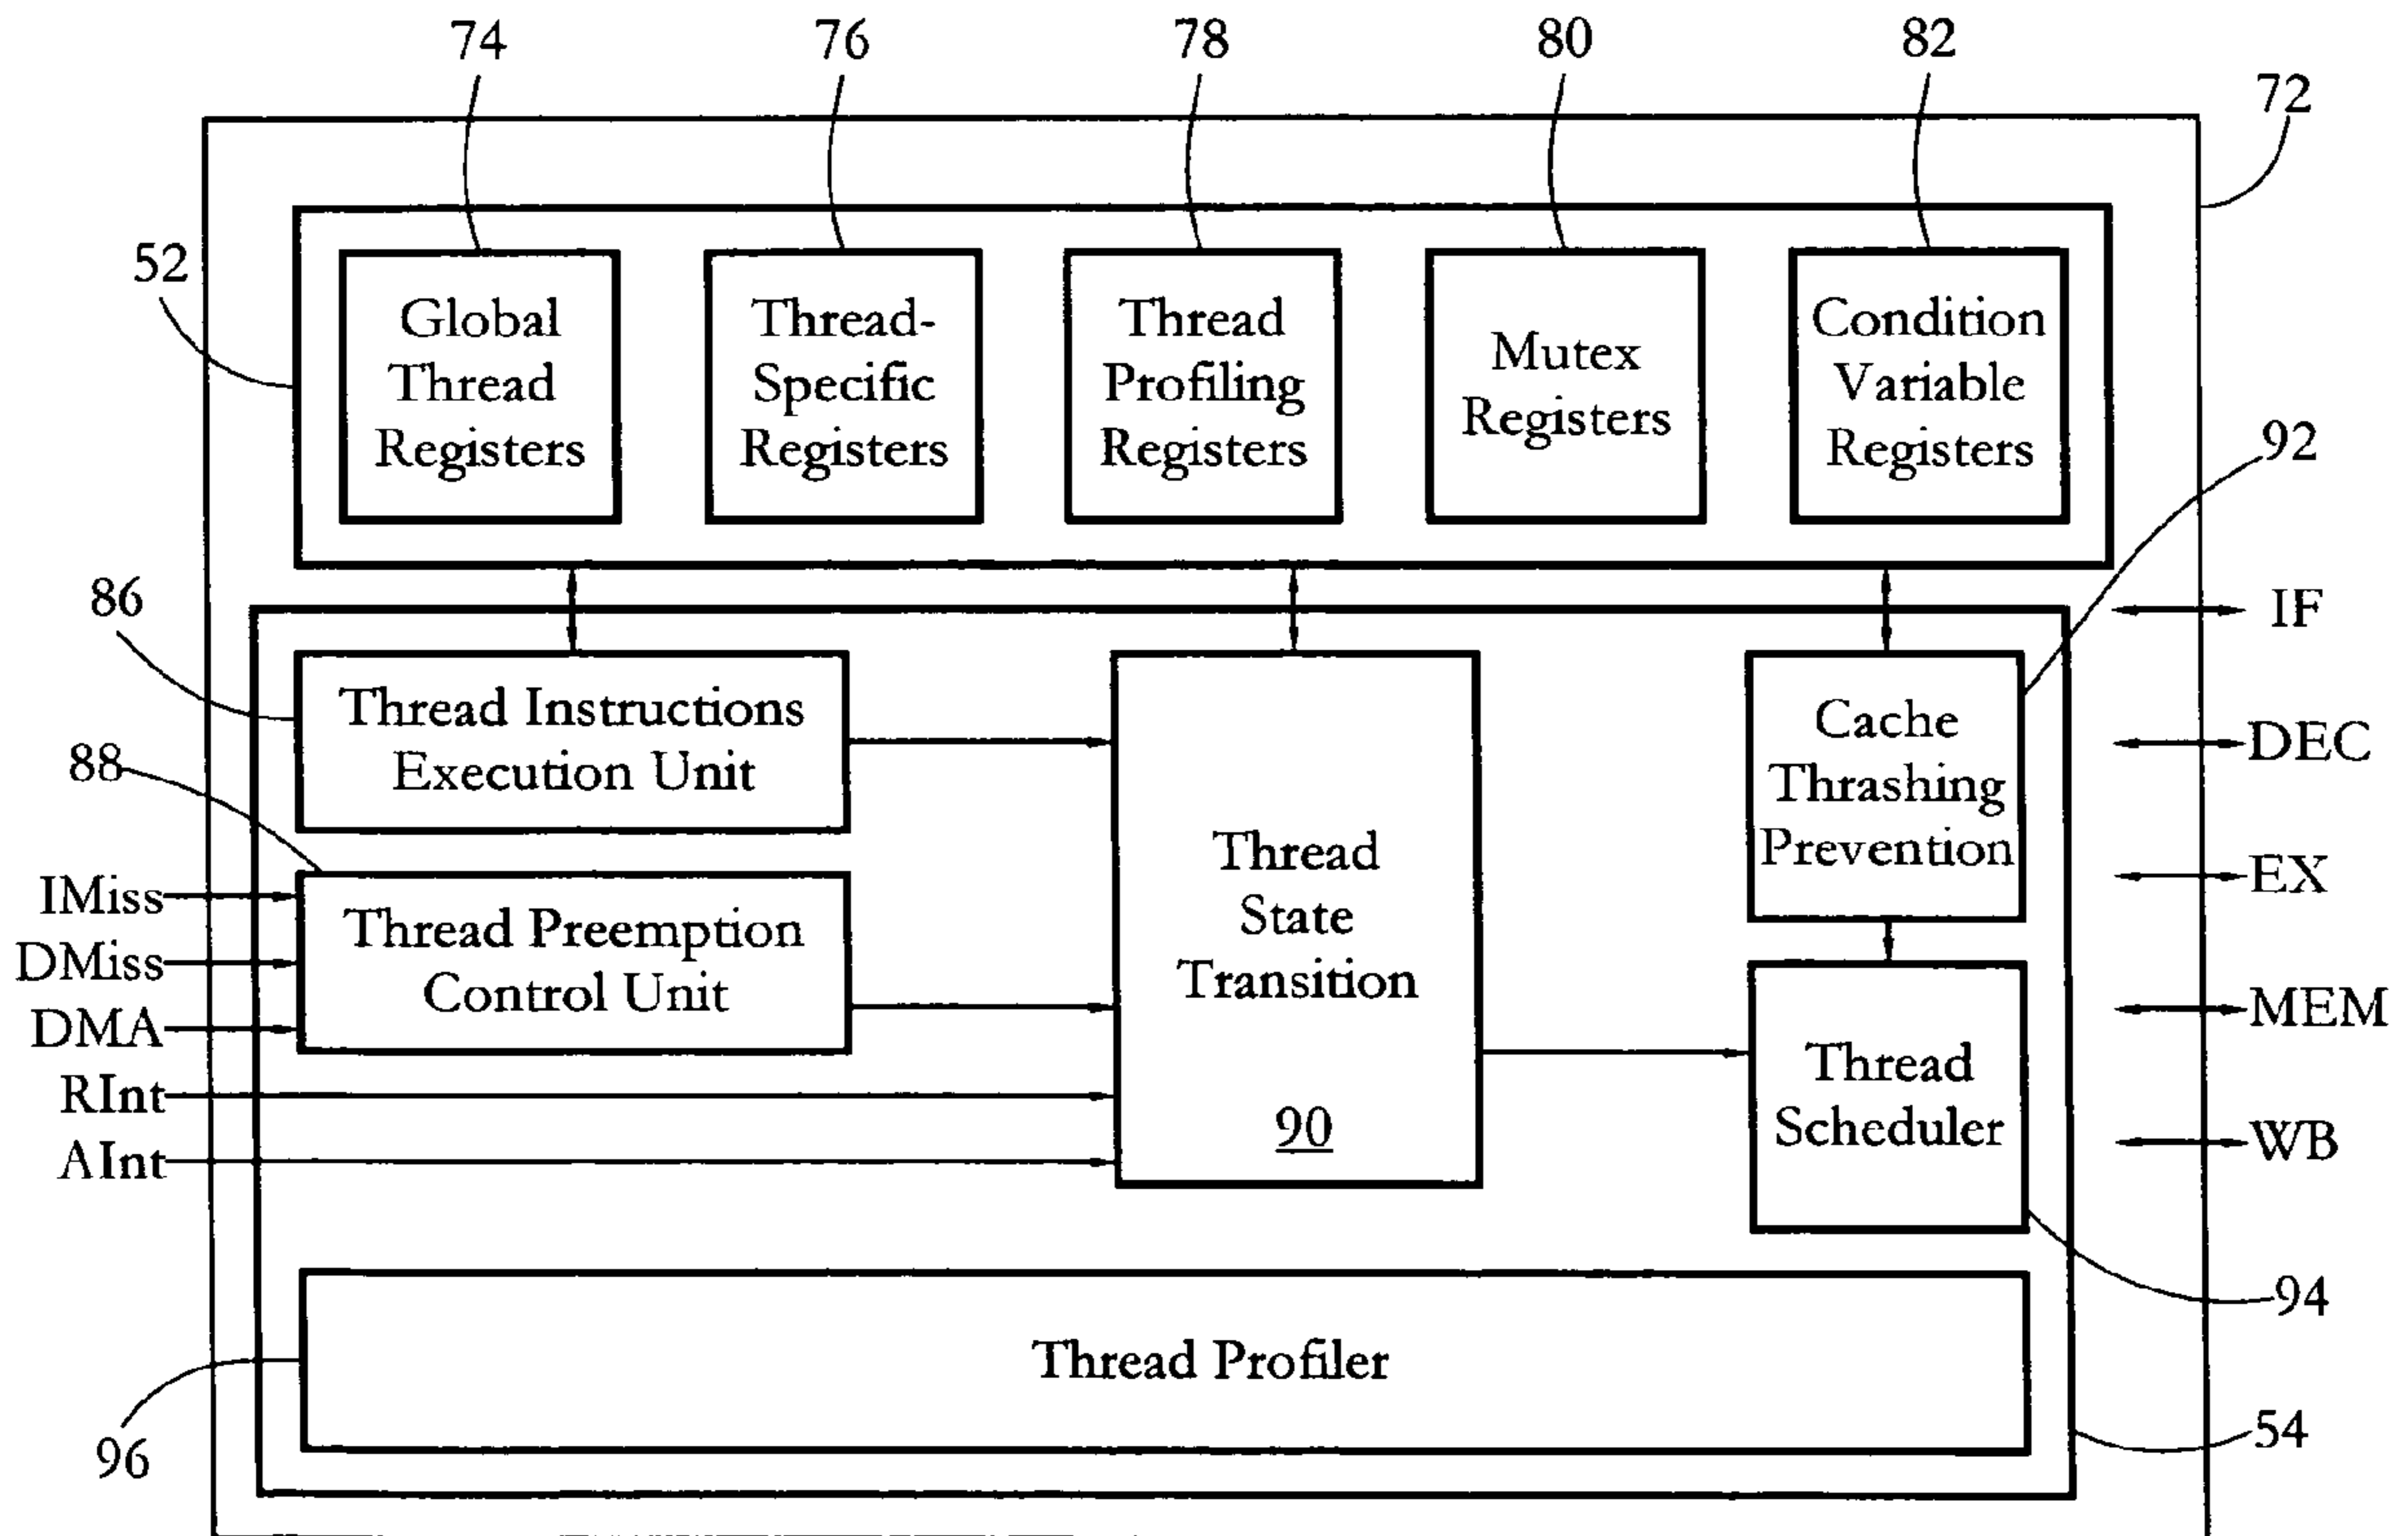 74
76
78
80
82
72
52
Global
Thread
Registers
Thread-
Specific
Registers
Thread
Profiling
Registers
Mutex
Registers
Condition
Variable
Registers
92
86
IF
Thread Instructions
Execution Unit
88
Thread
State
Transition
90
Cache
Thrashing
Prevention
DEC
IMiss
DMiss
DMA
Thread Preemption
Control Unit
EX
RInt
AInt
Thread
Scheduler
MEM
WB
94
Thread Profiler
96
54